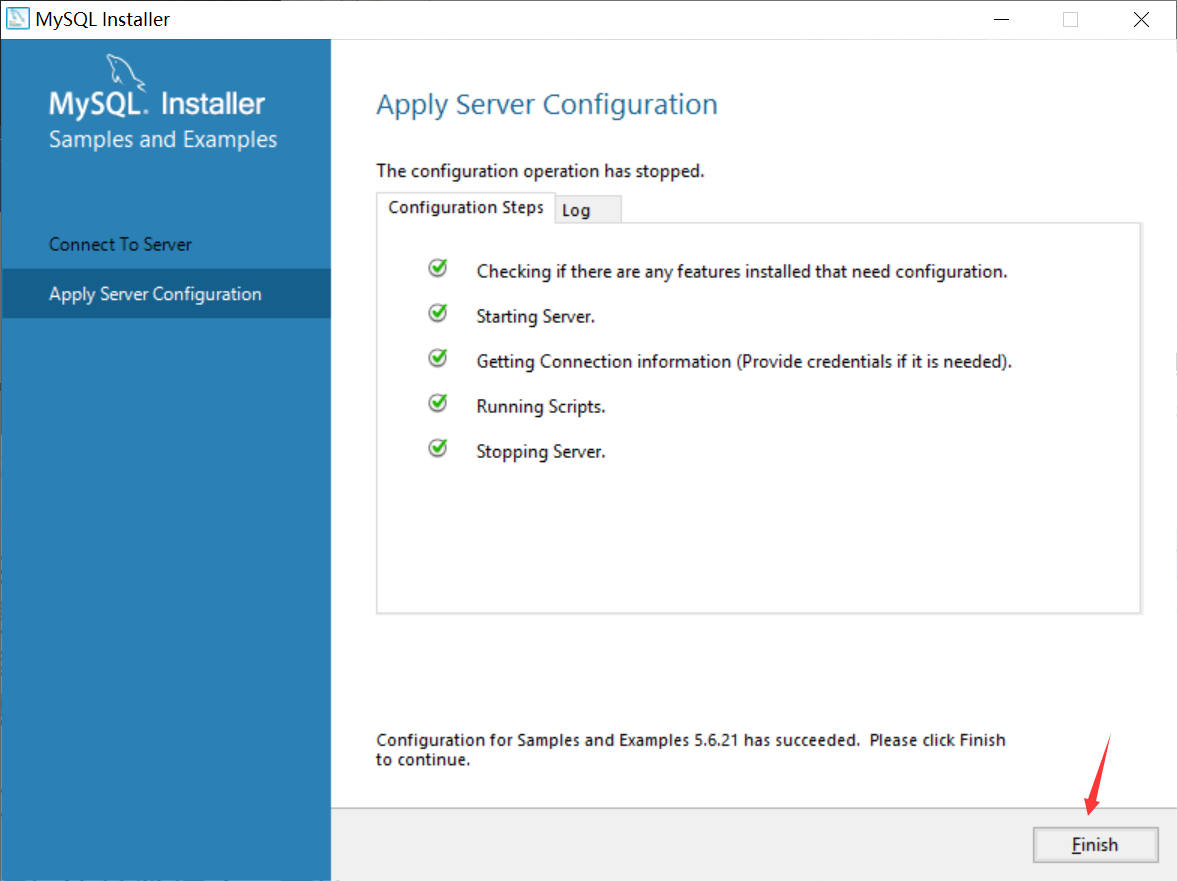 MySQL Installer
MySQL. Installer
Samples and Examples
Connect To Server
Apply Server Configuration
Apply Server Configuration
The configuration operation has stopped.
Configuration Steps
Log
Checking if there are any features installed that need configuration.
Starting Server.
Getting Connection information (Provide credentials if it is needed).
Running Scripts.
Stopping Server.
Configuration for Samples and Examples 5.6.21 has succeeded.  Please click Finish
to continue.
Finish